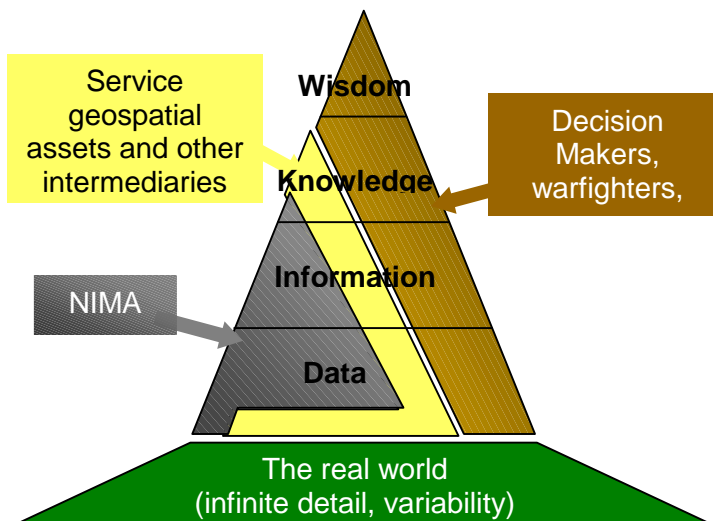 Wisdom
Service
geospatial
assets and other
intermediaries
Decision
Makers,
warfighters,
Knowledge
Information
NIMA
Data
The real world
(infinite detail, variability)